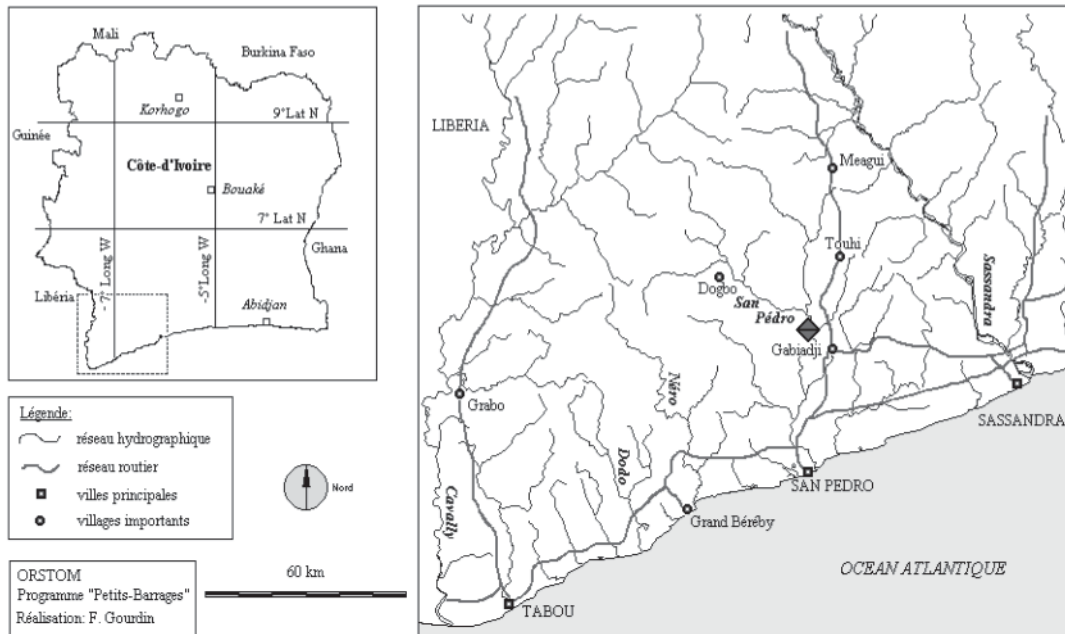 Mali
Burkina Faso
Korhogo
9°Lat N
Guinée
Côte-d'Ivoire
Bouaké
7° Lat N
Ghana
-7° Long W
-5°Long W
Libéria
Abidjan
Légende:
réseau hydrographique
réseau routier
villes principales
villages importants
Nord
ORSTOM
Programme "Petits-Barrages"
Réalisation: F. Gourdin
60 km
LIBERIA
Meagui
Touhi
Dogbo
San
Pédro
Sassandra
Gabiadji
Grabo
Néro
SASSANDRA
Dodo
Cavally
SAN PEDRO
Grand Béréby
OCEAN ATLANTIQUE
TABOU